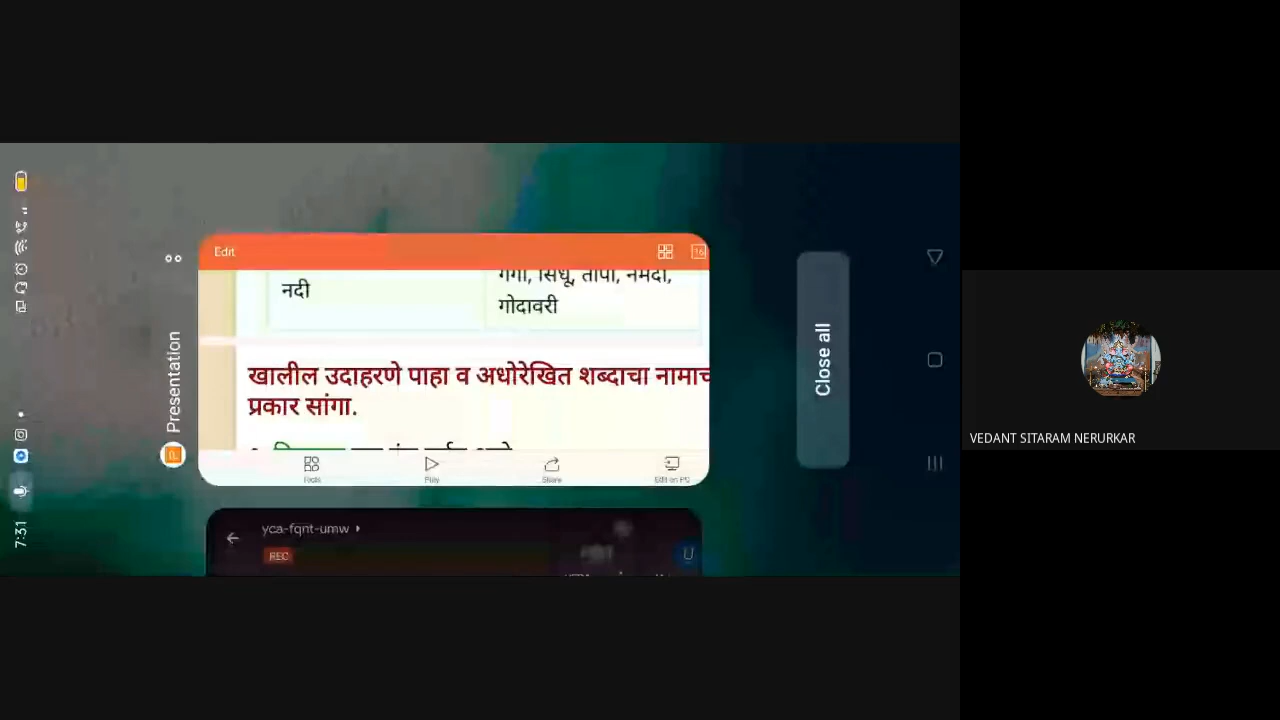 7:31
Presentation
Edit
16
गंगा, सिंधू, तापी, नर्मदा,
नदी
गोदावरी
खालील उदाहरणे पाहा व अधोरेखित शब्दाचा
प्रकार सांगा.
Tools
Play
Share
Edit on PC
yca-fqnt-umw
REC
U
Close all
VEDANT SITARAM NERURKAR